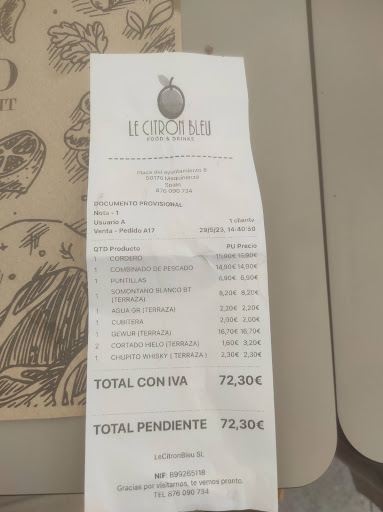 LE CITRON BLEU
FOOD & DRINKS
Plaça del ayuntamiento 5
50170 Mequinenza
Spain
876 090 734
DOCUMENTO PROVISIONAL
Nota - 1
Usuario A 1 cliente
Venta - Pedido A17 29/5/23, 14:40:50
QTD Producto PU Precio
1 CORDERO 15,90€ 15,90€
1 COMBINADO DE PESCADO 14,90€ 14,90€
1 PUNTILLAS 6,90€ 6,90€
1 SOMONTANO BLANCO BT (TERRAZA) 8,20€ 8,20€
1 AGUA GR (TERRAZA) 2,20€ 2,20€
1 CUBITERA 2,00€ 2,00€
1 GEWUR (TERRAZA) 16,70€ 16,70€
2 CORTADO HIELO (TERRAZA) 1,60€ 3,20€
1 CHUPITO WHISKY ( TERRAZA ) 2,30€ 2,30€
TOTAL CON IVA 72,30€
TOTAL PENDIENTE 72,30€
LeCitronBleu SL
NIF: B99265118
Gracias por visitarnos, te vemos pronto.
TEL 876 090 734